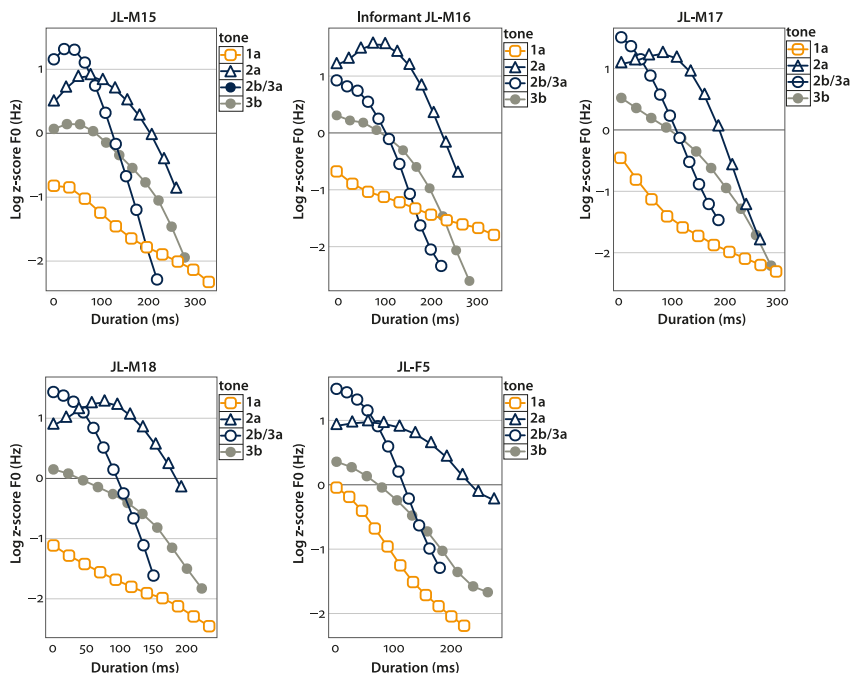 JL-M15
tone
1a
2a
2b/3a
3b
Log z-score F0 (Hz)
1
0
−1
−2
0 100 200 300
Duration (ms)
Informant JL-M16
tone
1a
2a
2b/3a
3b
Log z-score F0 (Hz)
1
0
−1
−2
0 100 200 300
Duration (ms)
JL-M17
tone
1a
2a
2b/3a
3b
Log z-score F0 (Hz)
1
0
−1
−2
0 100 200 300
Duration (ms)
JL-M18
tone
1a
2a
2b/3a
3b
Log z-score F0 (Hz)
1
0
−1
−2
0 50 100 150 200
Duration (ms)
JL-F5
tone
1a
2a
2b/3a
3b
Log z-score F0 (Hz)
1
0
−1
−2
0 100 200
Duration (ms)